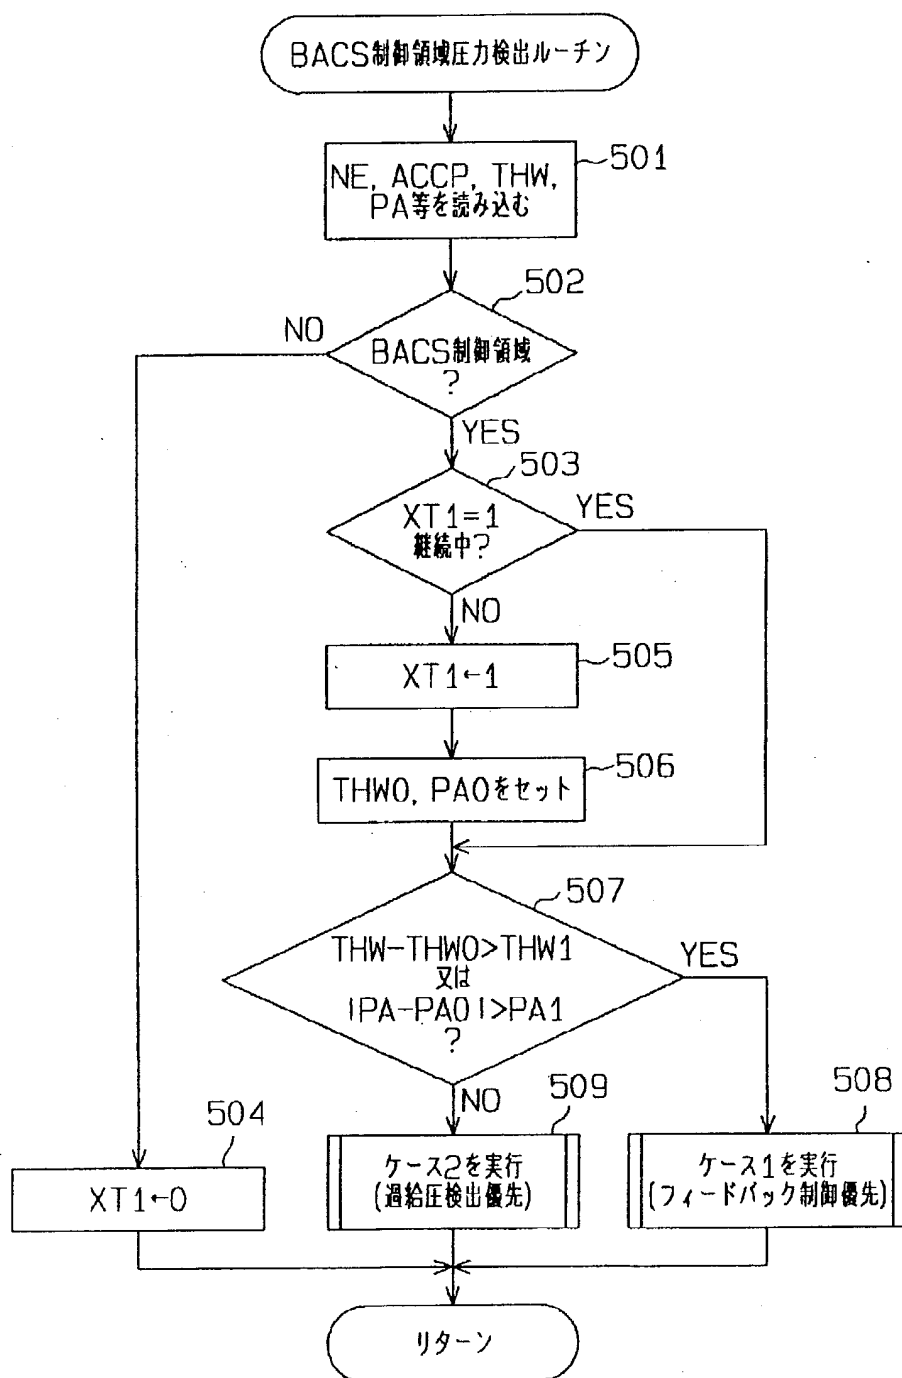 BACS制御領域圧力検出ルーチン
501
NE, ACCP, THW,
PA等を読み込む
502
NO
BACS制御領域
?
YES
503
XT1=1
継続中?
YES
NO
505
XT1←1
506
THW0, PA0をセット
507
THW-THW0>THW1
又は
|PA-PA0|>PA1
?
YES
NO
504
XT1←0
509
ケース2を実行
(過給圧検出優先)
508
ケース1を実行
(フィードバック制御優先)
リターン